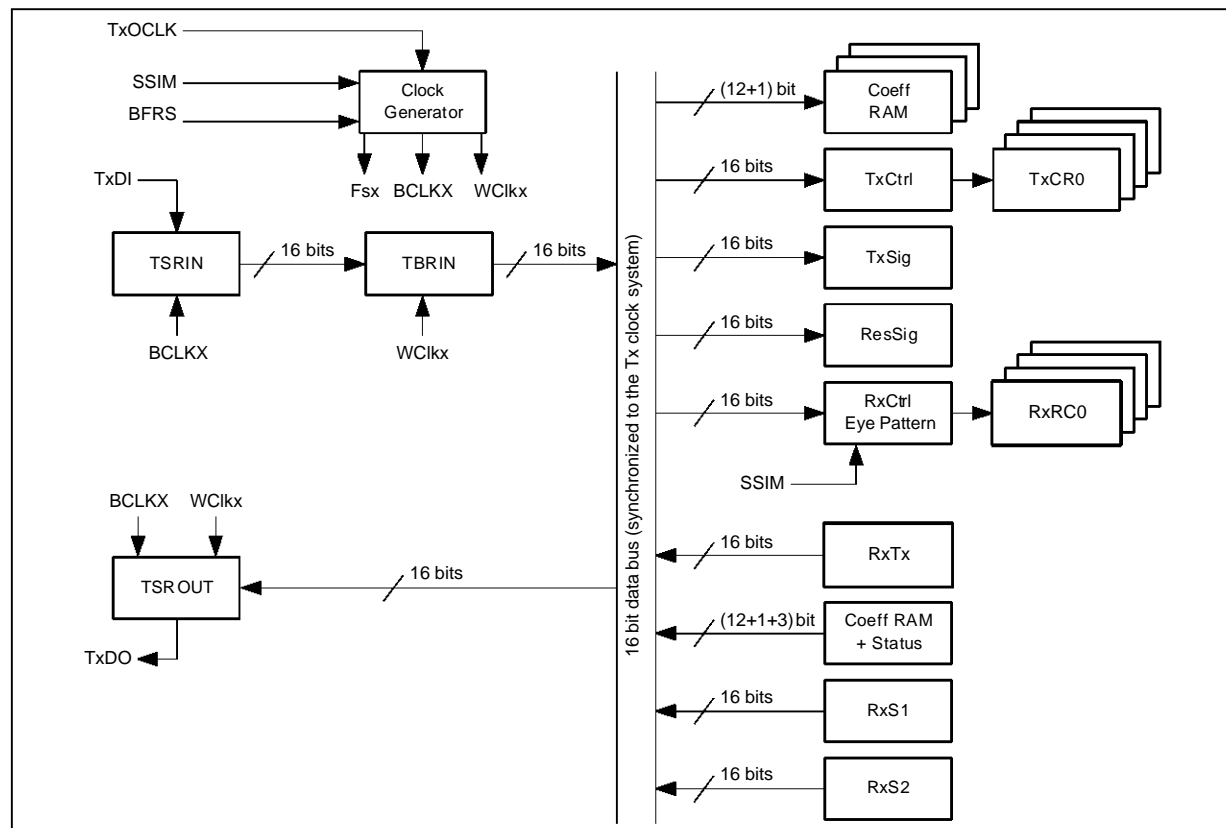 TxOCLK
SSIM
BFRS
Clock
Generator
Fsx
BCLKX
WClkx
TxDI
TSRIN
16 bits
TBRIN
16 bits
BCLKX
WClkx
BCLKX
WClkx
TSR OUT
16 bits
TxDO
16 bit data bus (synchronized to the Tx clock system)
(12+1) bit
Coeff
RAM
16 bits
TxCtrl
TxCR0
16 bits
TxSig
16 bits
ResSig
16 bits
RxCtrl
Eye Pattern
RxRC0
SSIM
16 bits
RxTx
(12+1+3) bit
Coeff RAM
+ Status
16 bits
RxS1
16 bits
RxS2